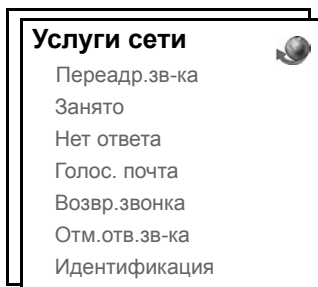 Услуги сети
Переадр.зв-ка
Занято
Нет ответа
Голос. почта
Возвр.звонка
Отм.отв.зв-ка
Идентификация